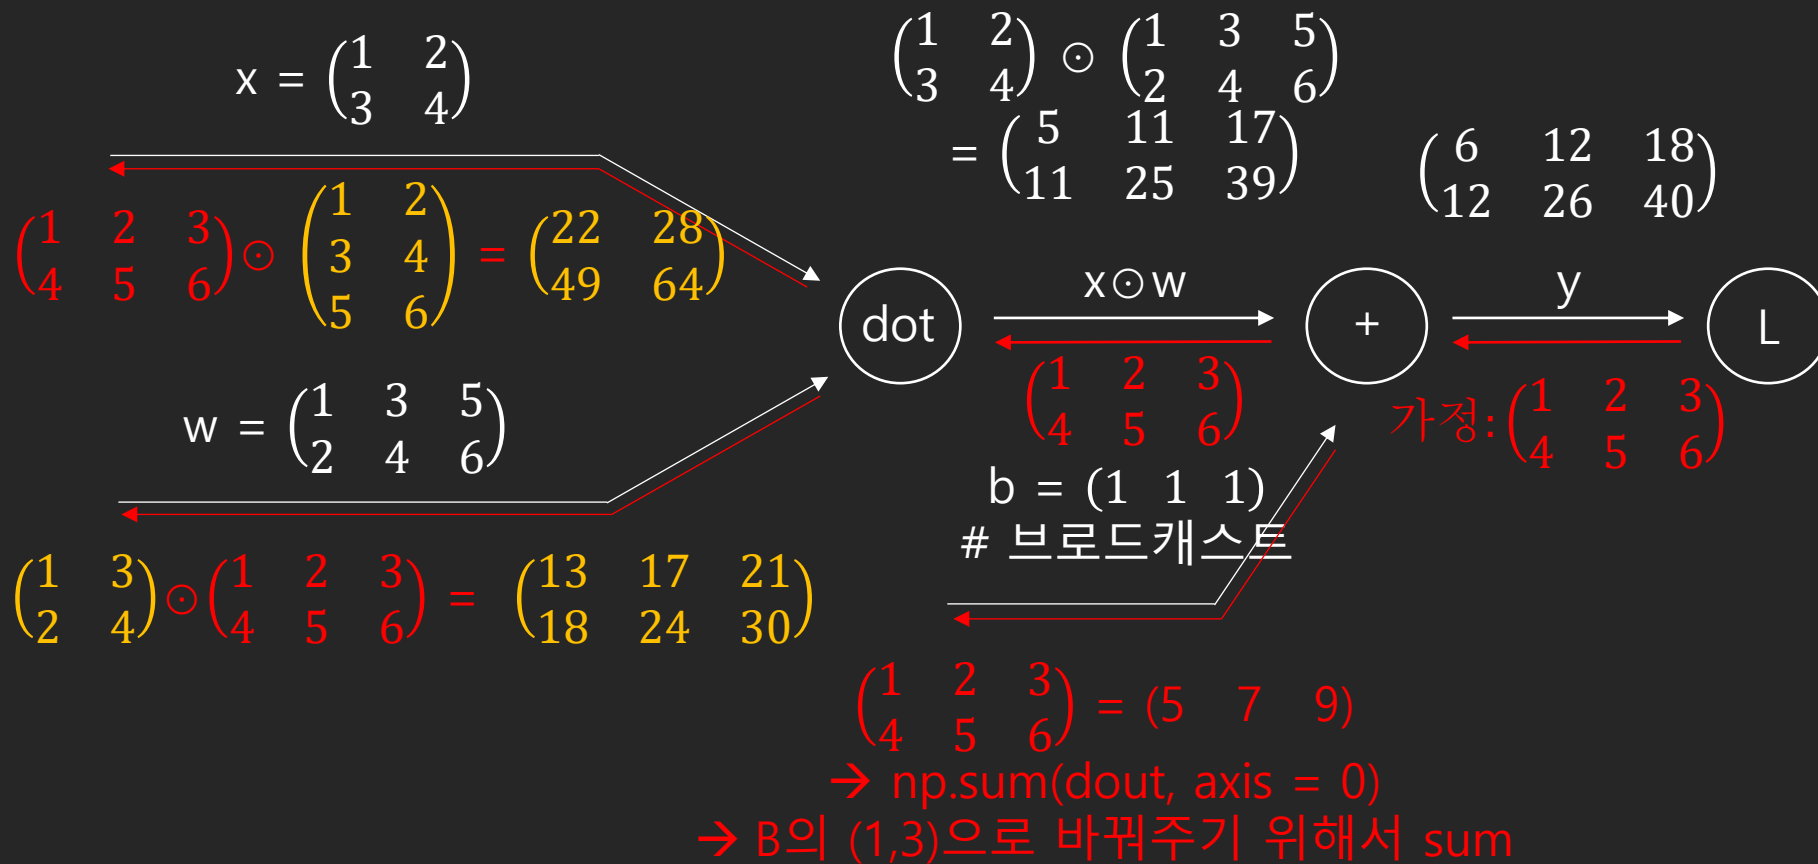 x = (1 2
3 4)
(1 2
3 4) ⊙ (1 3 5
2 4 6)
= (5 11 17
11 25 39)
(6 12 18
12 26 40)
(1 2 3
4 5 6) ⊙ (1 2
3 4
5 6) = (22 28
49 64)
dot
x⊙w
+
y
L
w = (1 3 5
2 4 6)
(1 2 3
4 5 6)
가정: (1 2 3
4 5 6)
b = (1 1 1)
# 브로드캐스트
(1 3
2 4) ⊙ (1 2 3
4 5 6) = (13 17 21
18 24 30)
(1 2 3
4 5 6) = (5 7 9)
→ np.sum(dout, axis = 0)
→ B의 (1,3)으로 바꿔주기 위해서 sum